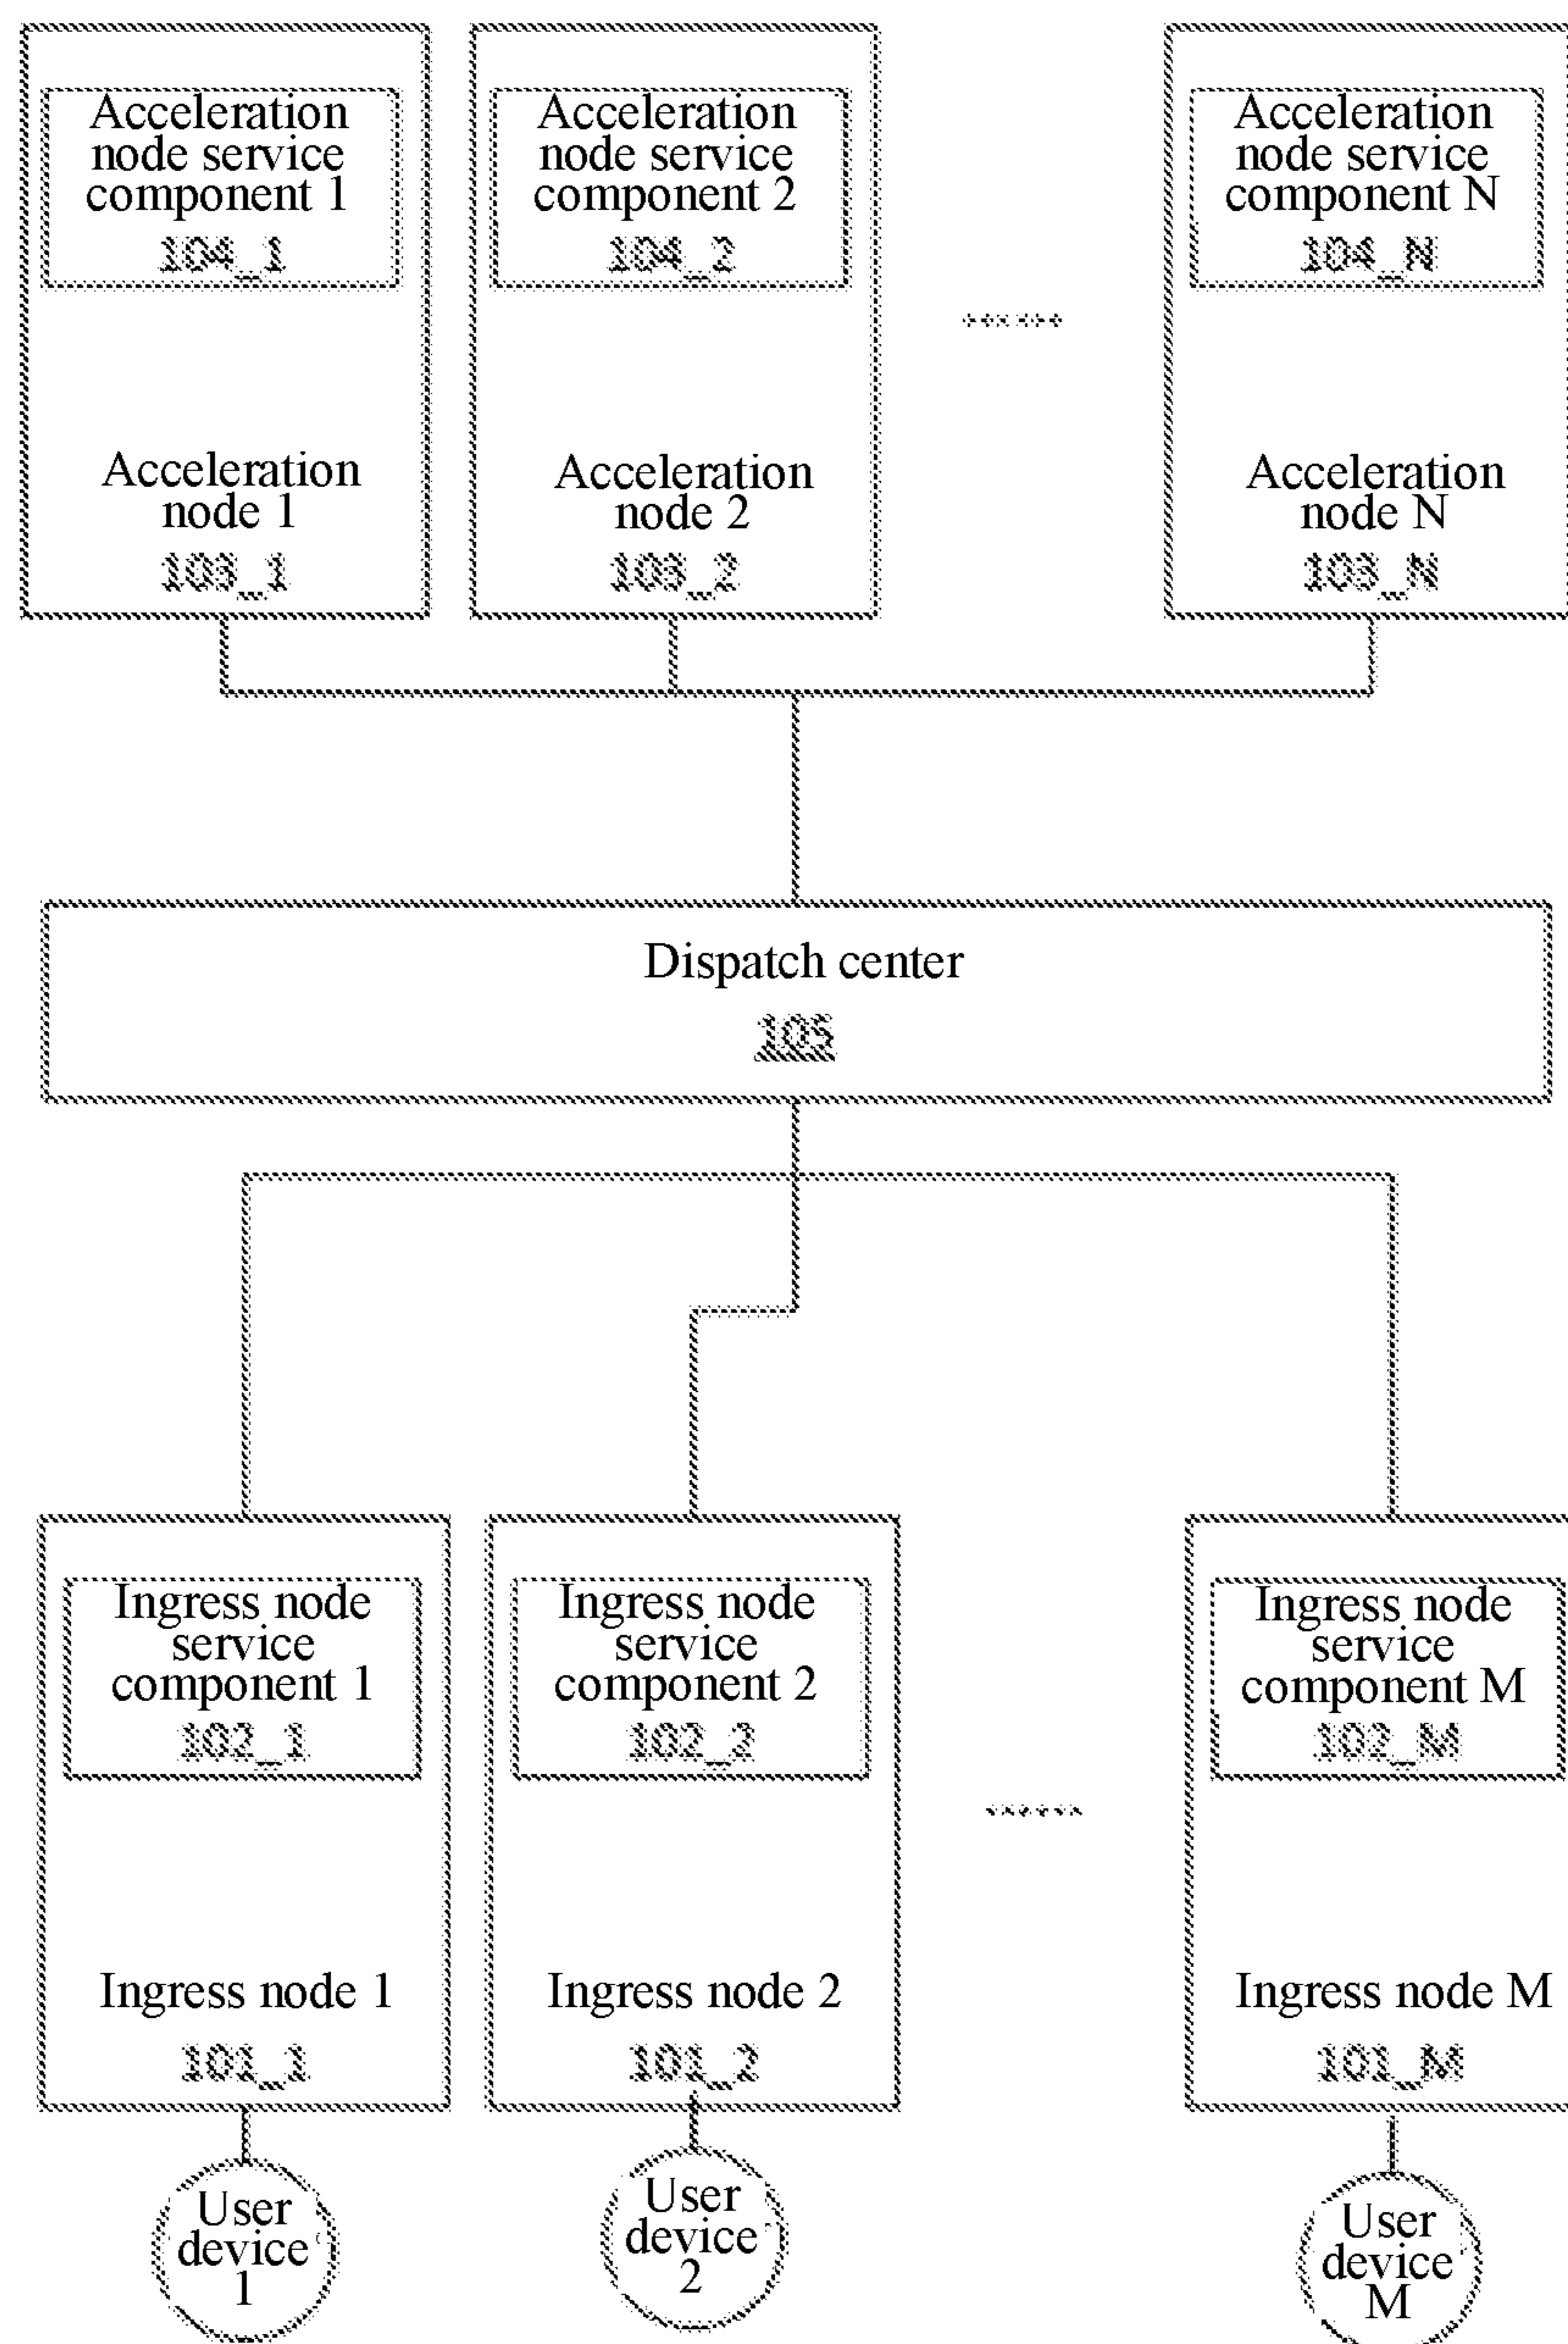 Acceleration
node service
component 1
104_1
Acceleration
node 1
103_1
Acceleration
node service
component 2
104_2
Acceleration
node 2
103_2
......
Acceleration
node service
component N
104_N
Acceleration
node N
103_N
Dispatch center
105
Ingress node
service
component 1
102_1
Ingress node 1
101_1
User
device
1
Ingress node
service
component 2
102_2
Ingress node 2
101_2
User
device
2
......
Ingress node
service
component M
102_M
Ingress node M
101_M
User
device
M